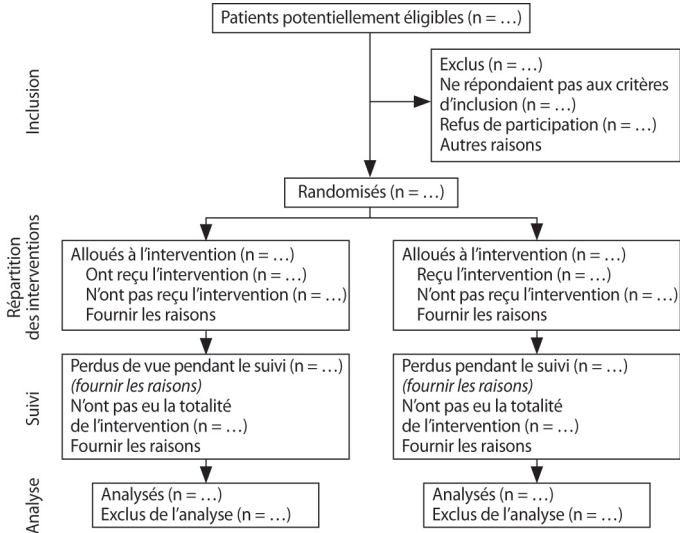 Patients potentiellement éligibles (n = …)
Inclusion
Exclus (n = …)
Ne répondaient pas aux critères
d’inclusion (n = …)
Refus de participation (n = …)
Autres raisons
Randomisés (n = …)
Répartition
des interventions
Alloués à l’intervention (n = …)
Ont reçu l’intervention (n = …)
N’ont pas reçu l’intervention (n = …)
Fournir les raisons
Alloués à l’intervention (n = …)
Reçu l’intervention (n = …)
N’ont pas reçu l’intervention (n = …)
Fournir les raisons
Suivi
Perdus de vue pendant le suivi (n = …)
(fournir les raisons)
N’ont pas eu la totalité
de l’intervention (n = …)
Fournir les raisons
Perdus pendant le suivi (n = …)
(fournir les raisons)
N’ont pas eu la totalité
de l’intervention (n = …)
Fournir les raisons
Analyse
Analysés (n = …)
Exclus de l’analyse (n = …)
Analysés (n = …)
Exclus de l’analyse (n = …)